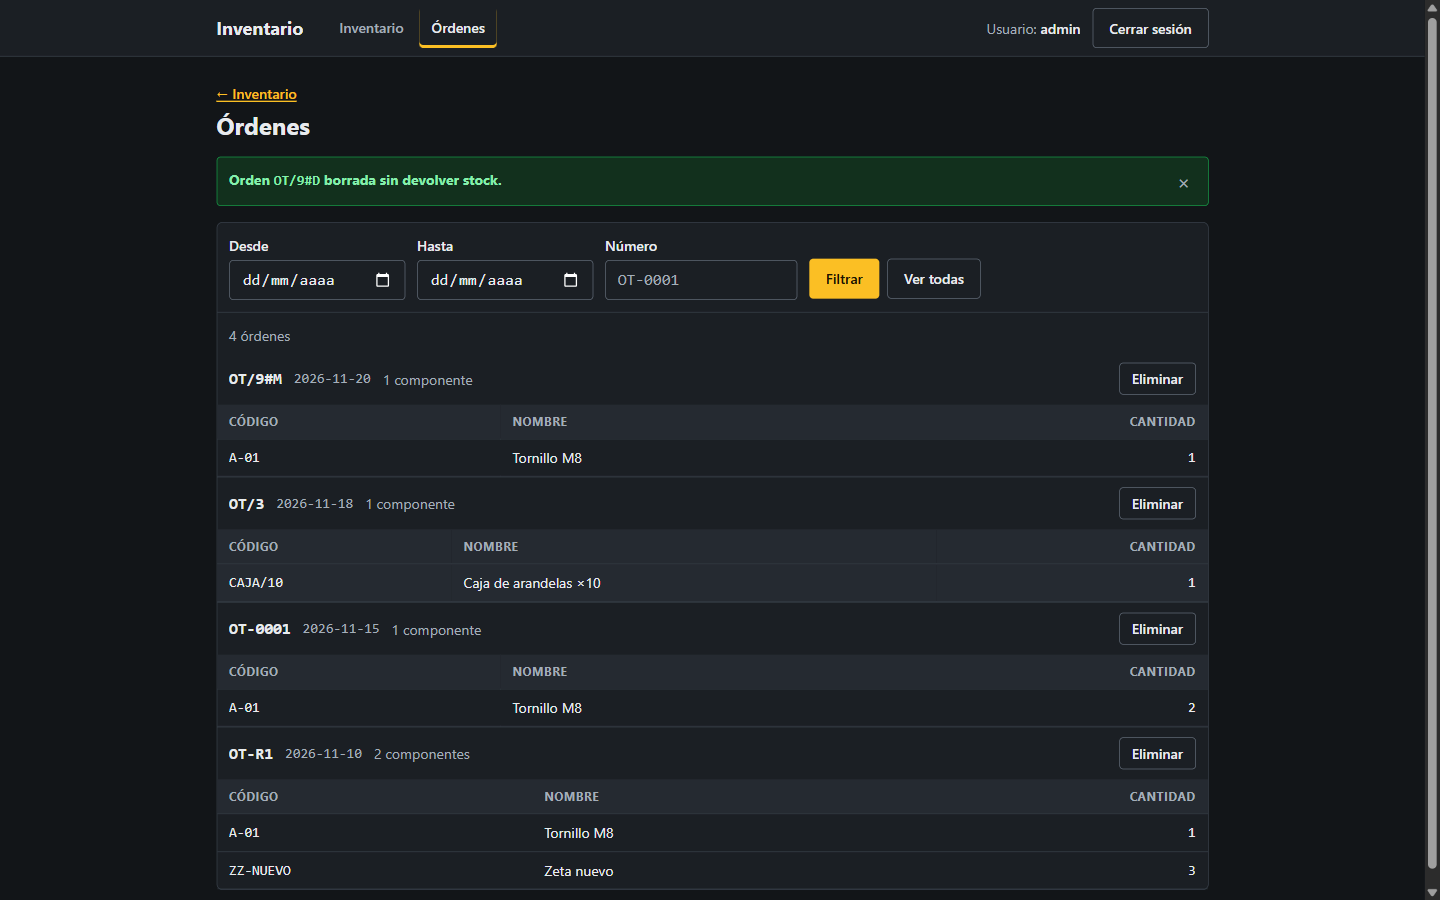 Inventario Inventario Órdenes Usuario: admin Cerrar sesión
← Inventario
Órdenes
Orden OT/9#D borrada sin devolver stock. ×
Desde Hasta Número
dd/mm/aaaa dd/mm/aaaa OT-0001 Filtrar Ver todas
4 órdenes
OT/9#M 2026-11-20 1 componente Eliminar
CÓDIGO NOMBRE CANTIDAD
A-01 Tornillo M8 1
OT/3 2026-11-18 1 componente Eliminar
CÓDIGO NOMBRE CANTIDAD
CAJA/10 Caja de arandelas ×10 1
OT-0001 2026-11-15 1 componente Eliminar
CÓDIGO NOMBRE CANTIDAD
A-01 Tornillo M8 2
OT-R1 2026-11-10 2 componentes Eliminar
CÓDIGO NOMBRE CANTIDAD
A-01 Tornillo M8 1
ZZ-NUEVO Zeta nuevo 3